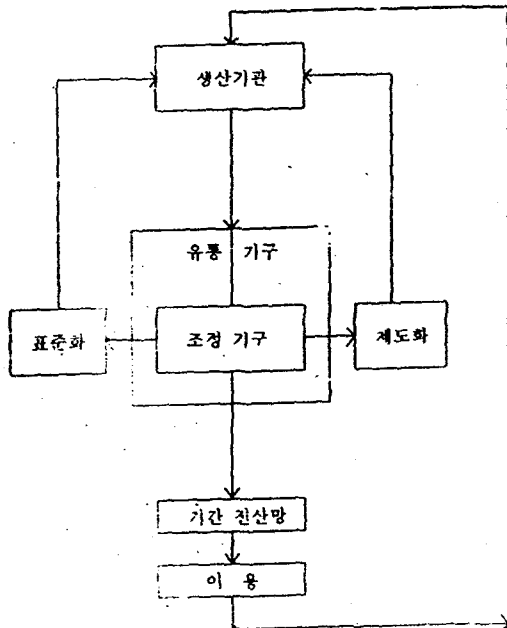 생산기관
유통 기구
표준화
조정 기구
제도화
기간 전산망
이 용